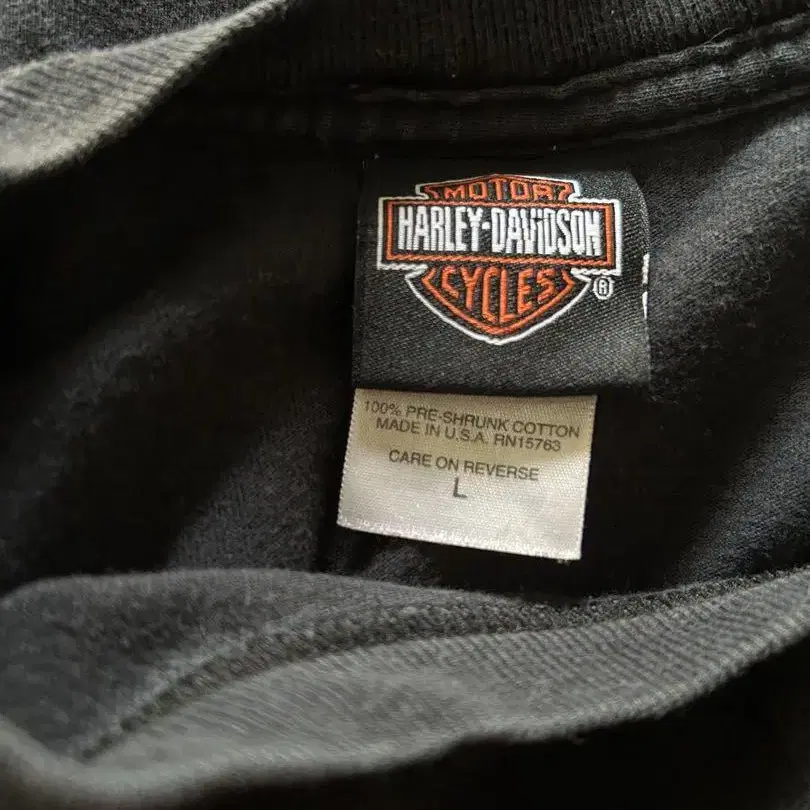 MOTOR
HARLEY-DAVIDSON
CYCLES
®
100% PRE-SHRUNK COTTON
MADE IN U.S.A. RN15763
CARE ON REVERSE
L